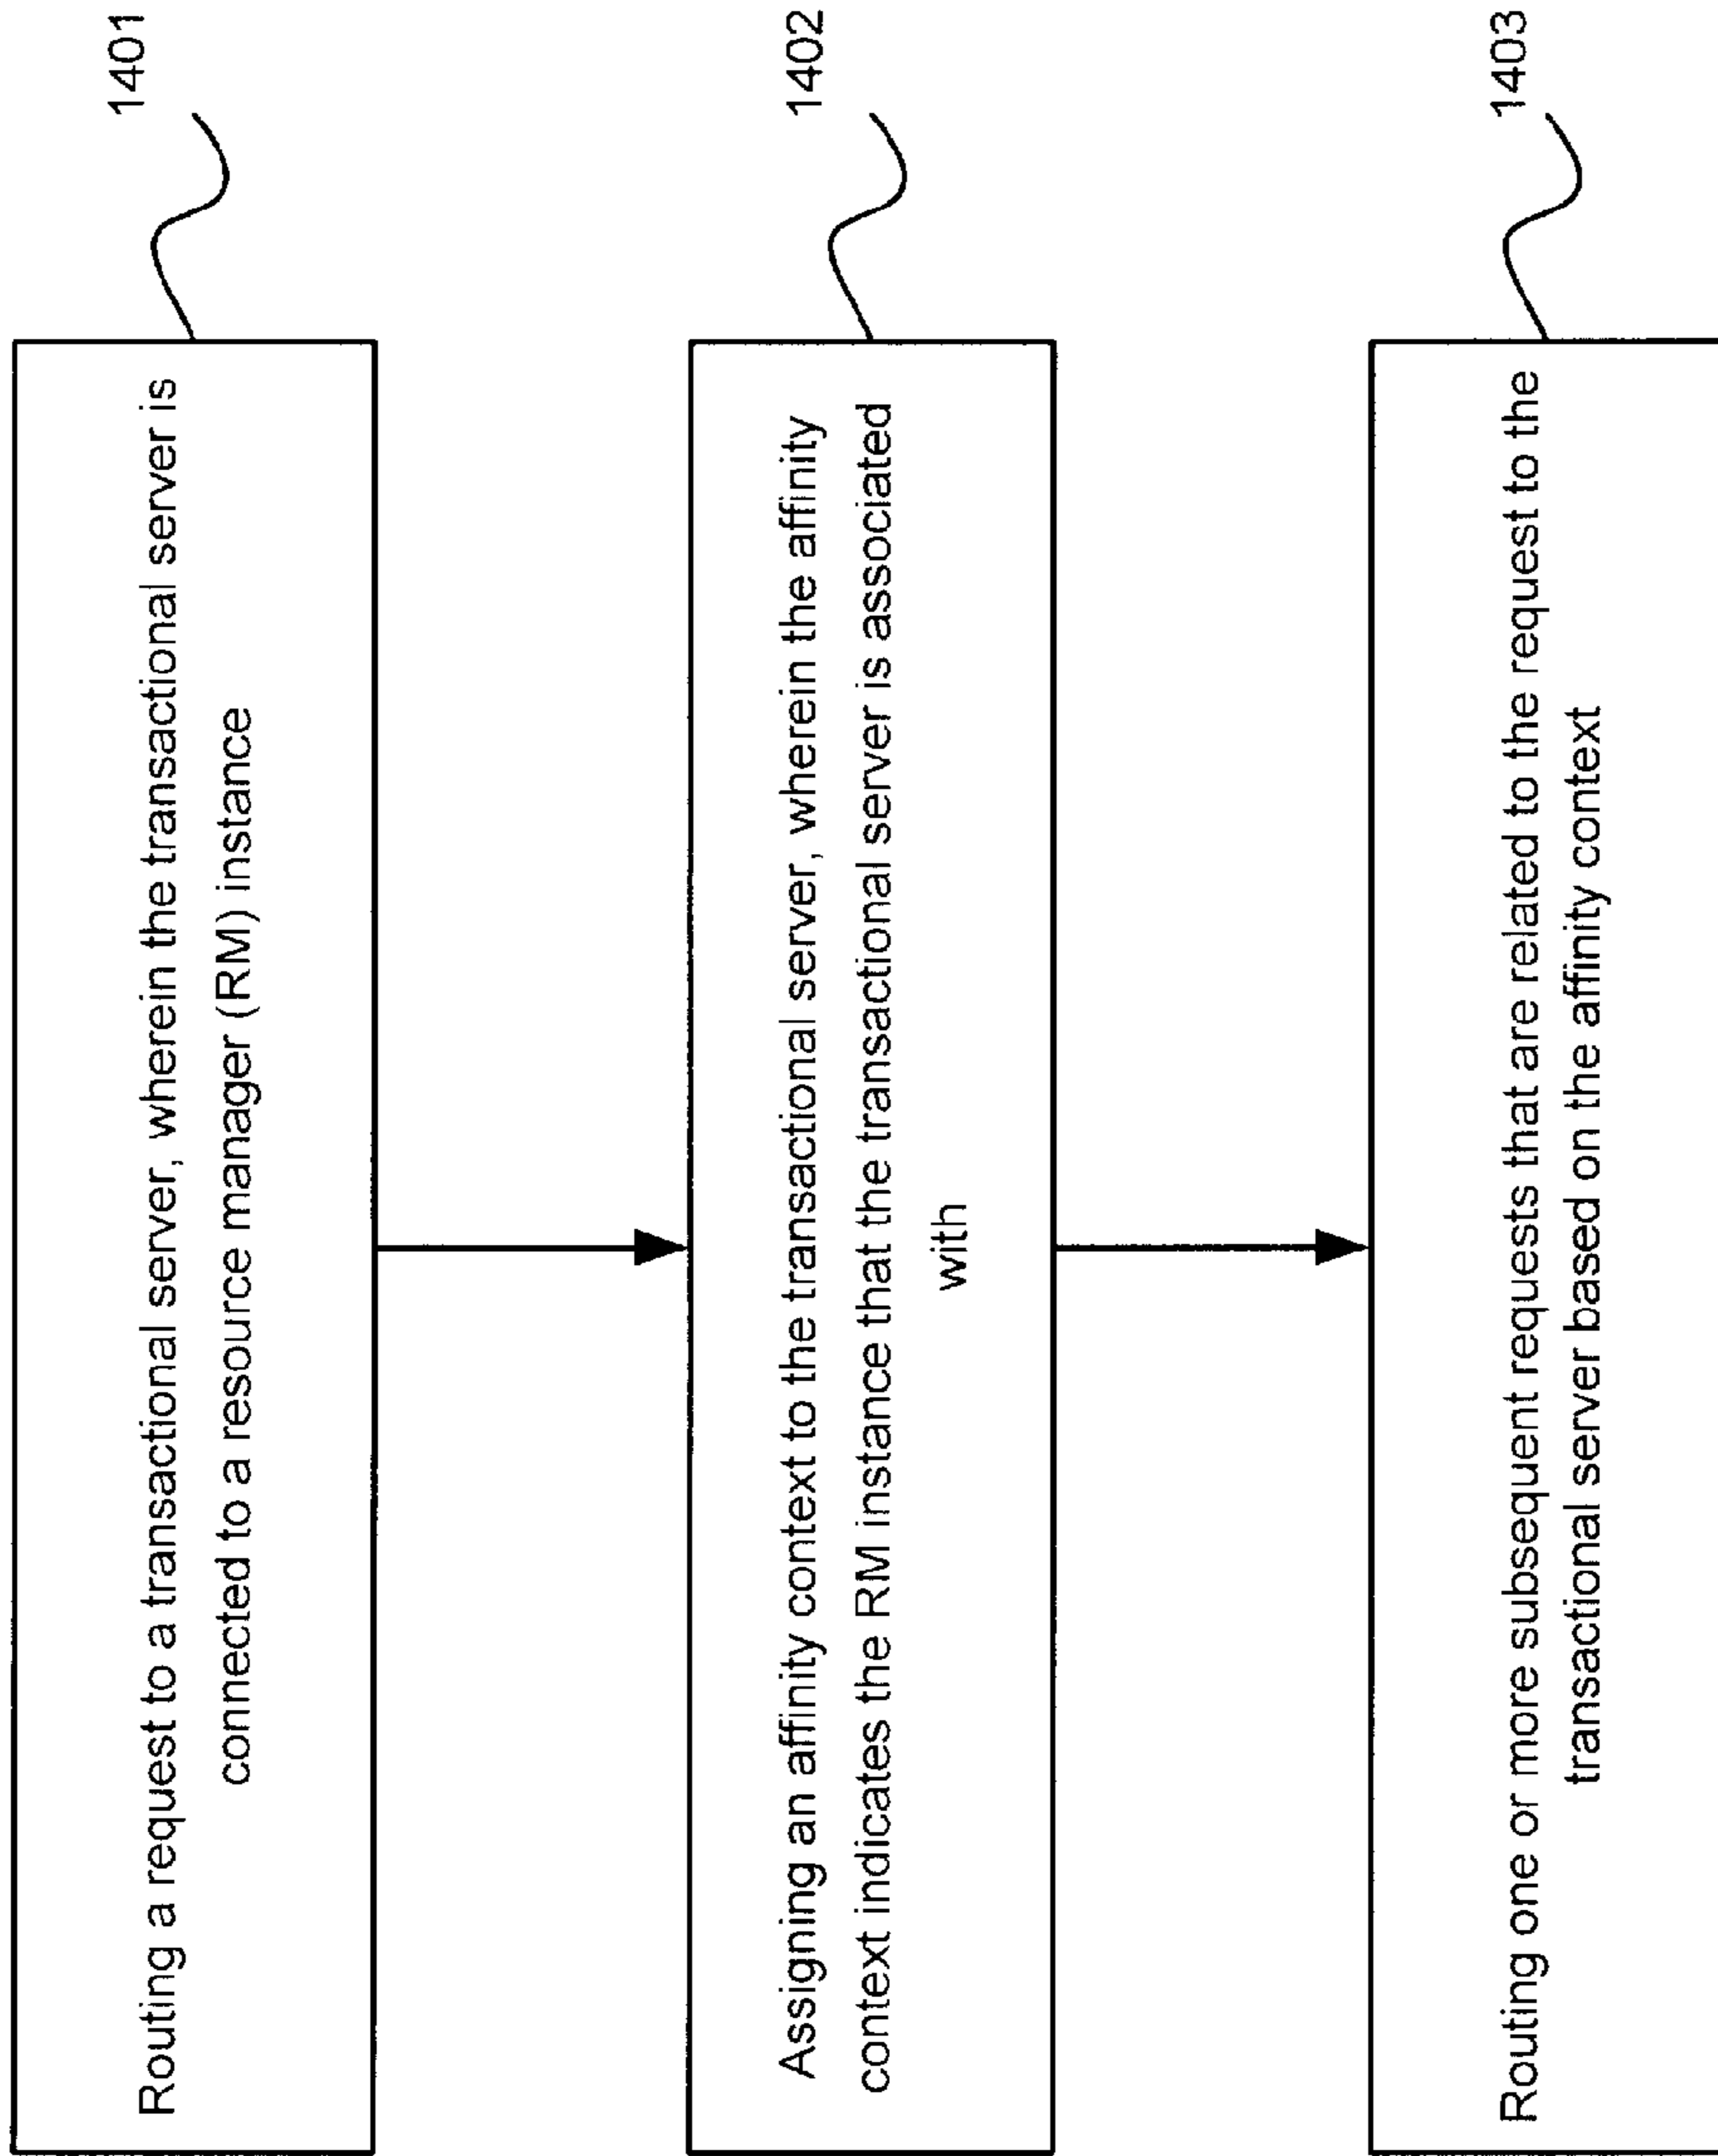 Routing a request to a transactional server, wherein the transactional server is
connected to a resource manager (RM) instance
1401
Assigning an affinity context to the transactional server, wherein the affinity
context indicates the RM instance that the transactional server is associated
with
1402
Routing one or more subsequent requests that are related to the request to the
transactional server based on the affinity context
1403